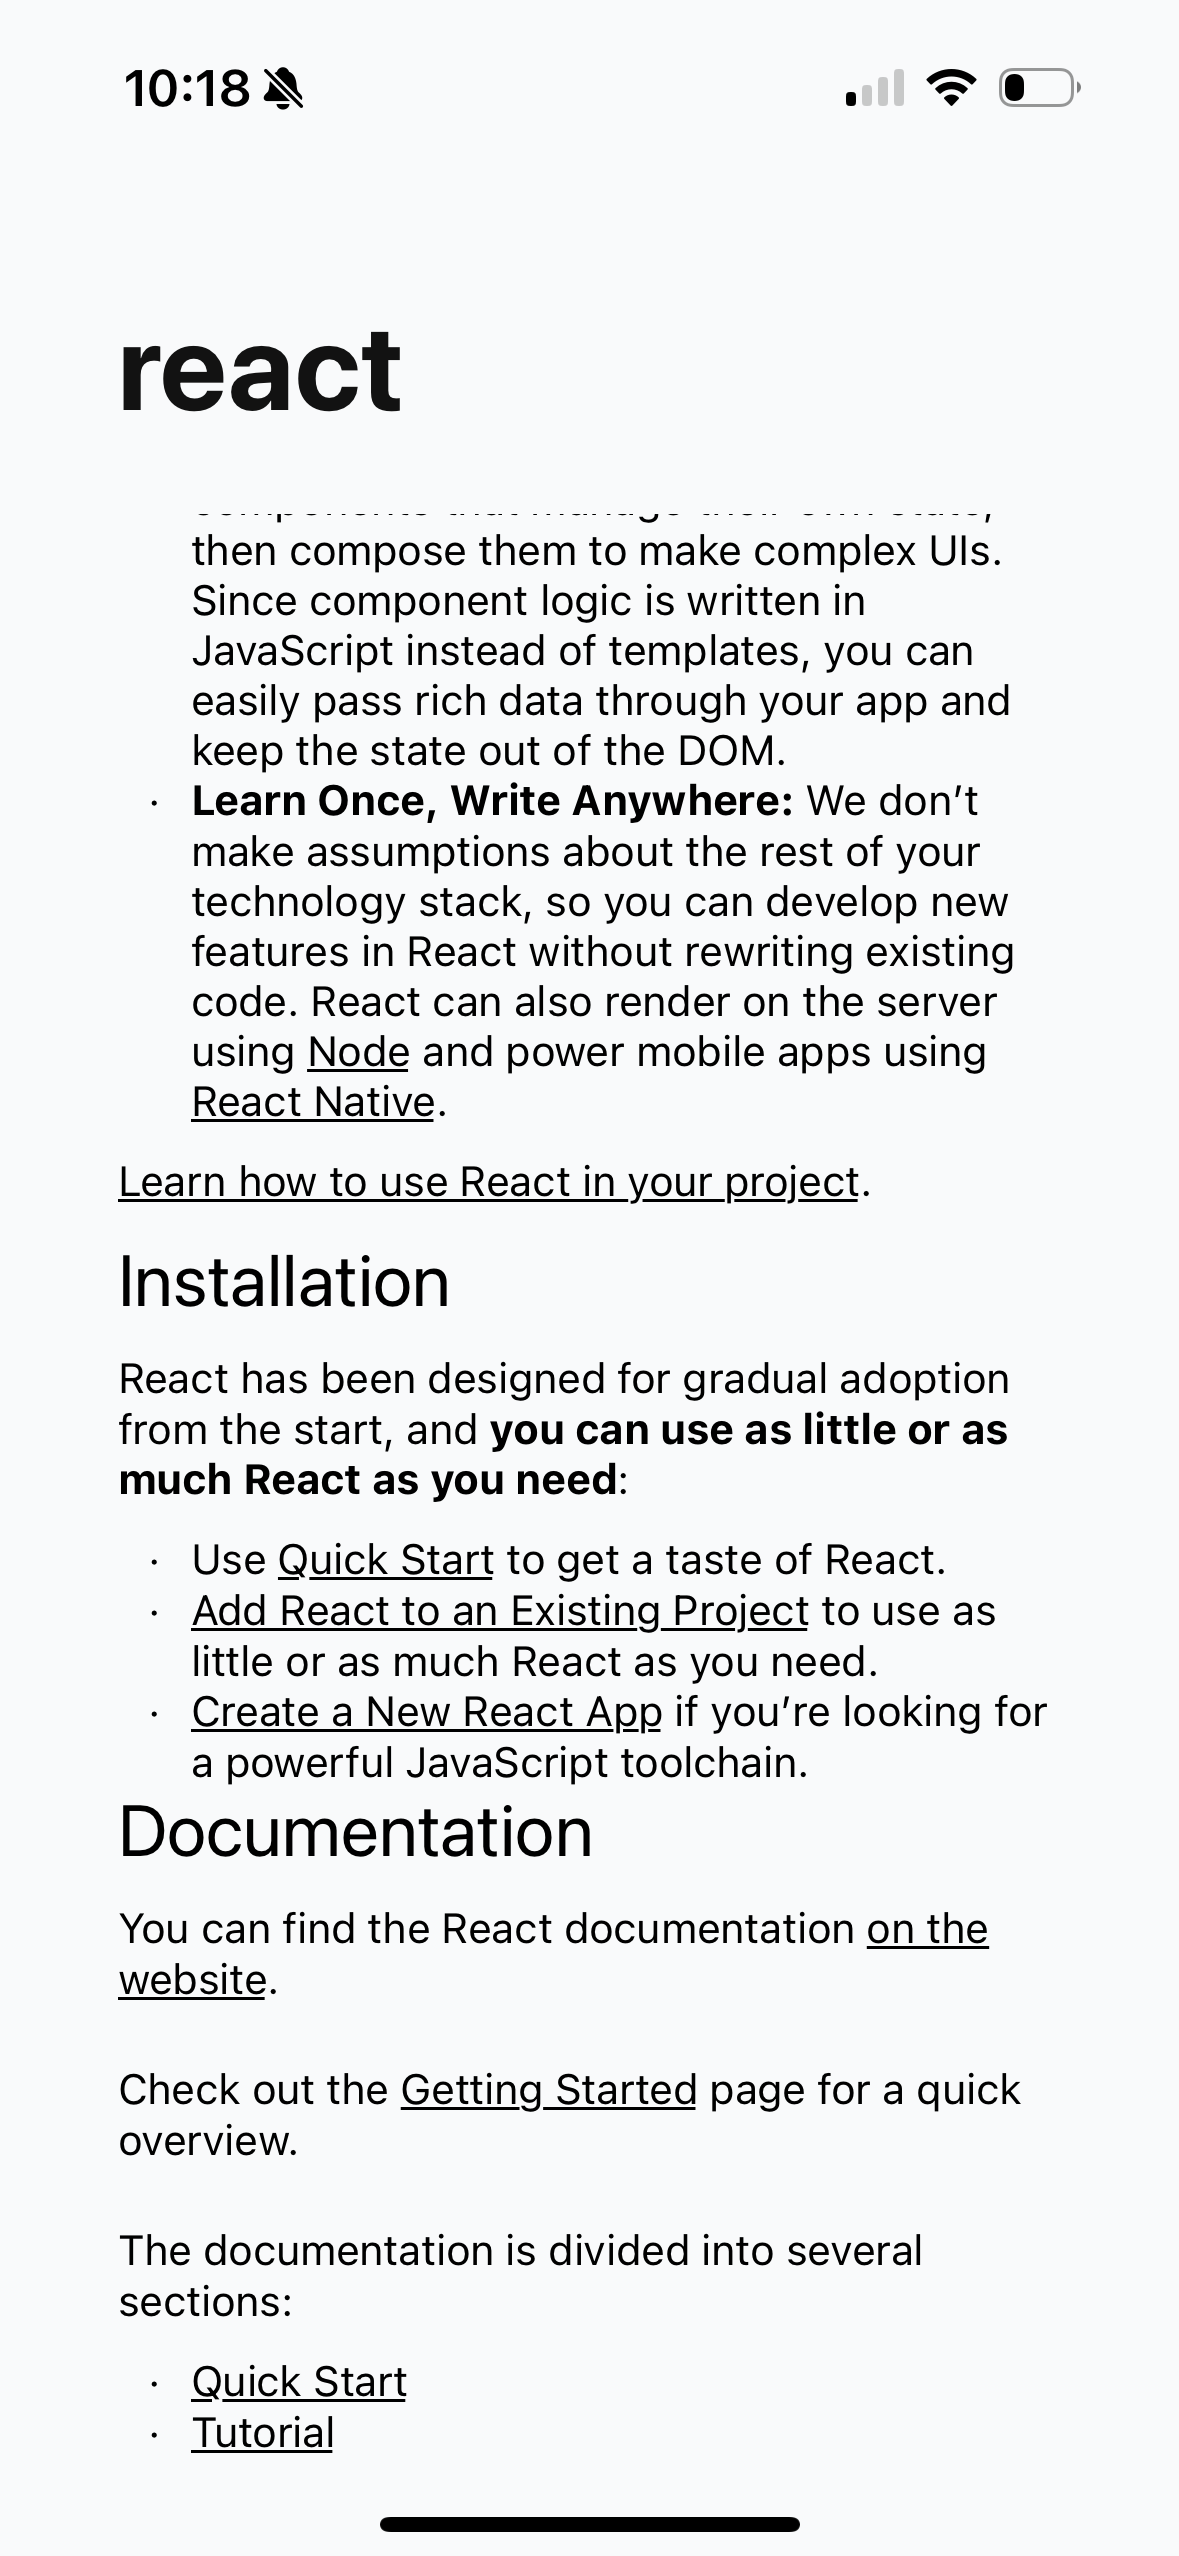 10:18
react
components that manage their own state,
then compose them to make complex UIs.
Since component logic is written in
JavaScript instead of templates, you can
easily pass rich data through your app and
keep the state out of the DOM.
· Learn Once, Write Anywhere: We don’t
make assumptions about the rest of your
technology stack, so you can develop new
features in React without rewriting existing
code. React can also render on the server
using Node and power mobile apps using
React Native.
Learn how to use React in your project.
Installation
React has been designed for gradual adoption
from the start, and you can use as little or as
much React as you need:
· Use Quick Start to get a taste of React.
· Add React to an Existing Project to use as
little or as much React as you need.
· Create a New React App if you’re looking for
a powerful JavaScript toolchain.
Documentation
You can find the React documentation on the
website.
Check out the Getting Started page for a quick
overview.
The documentation is divided into several
sections:
· Quick Start
· Tutorial